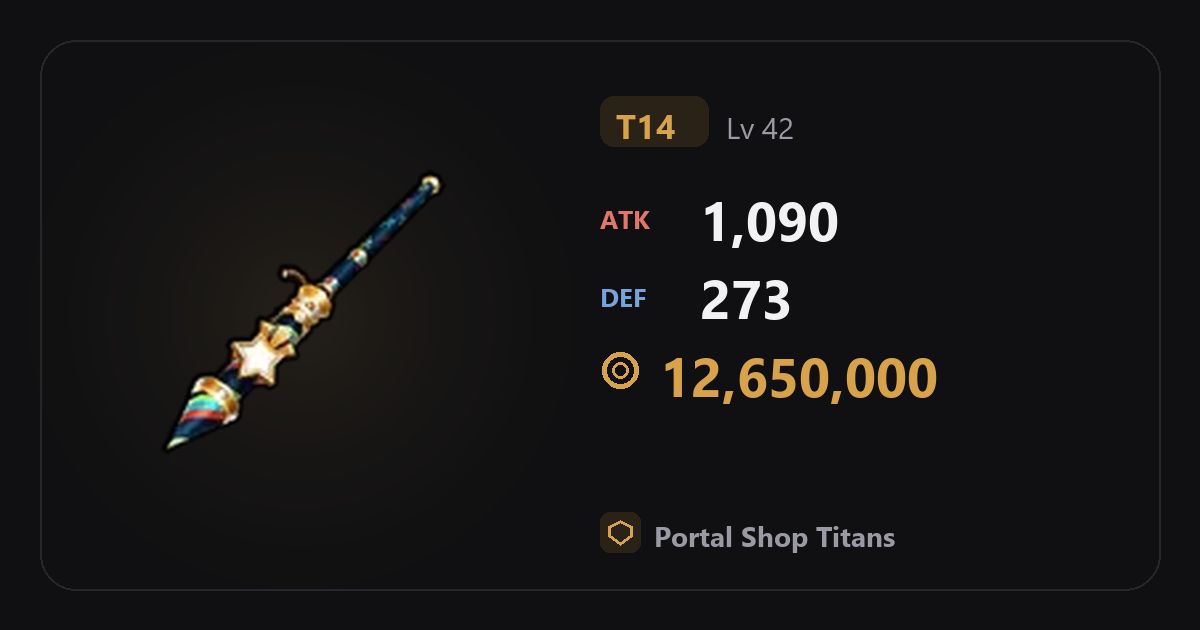 T14 Lv 42
ATK 1,090
DEF 273
12,650,000
Portal Shop Titans